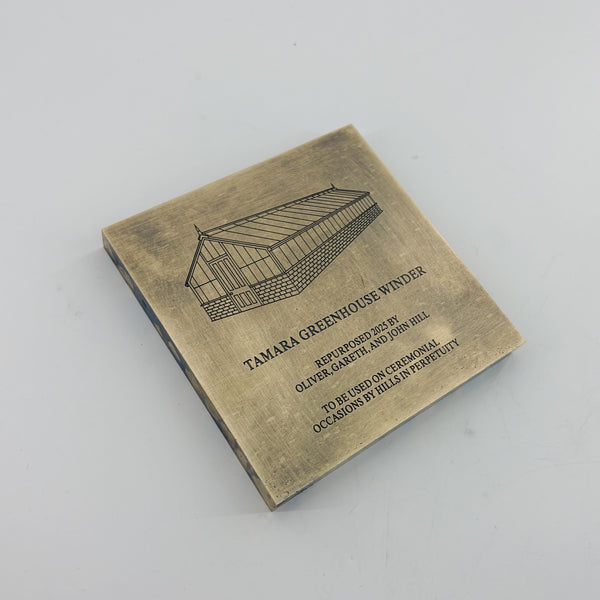 TAMARA GREENHOUSE WINDER
REPURPOSED 2025 BY
OLIVER, GARETH, AND JOHN HILL
TO BE USED ON CEREMONIAL
OCCASIONS BY HILLS IN PERPETUITY